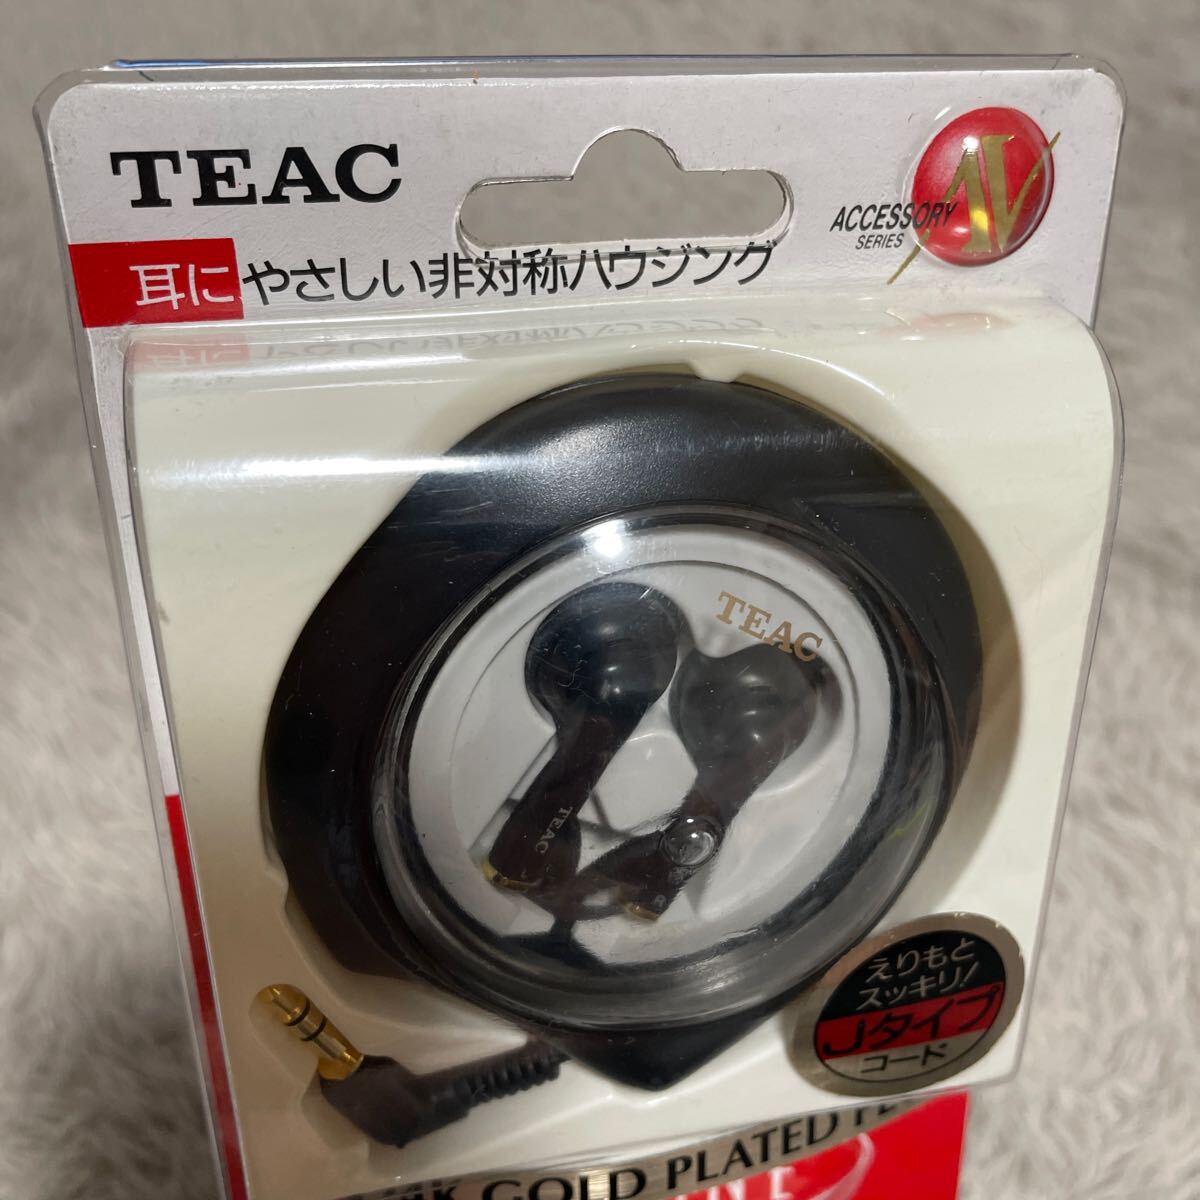 TEAC
AV
ACCESSORY
SERIES
耳にやさしい非対称ハウジング
TEAC
TEAC
R
えりもと
スッキリ!
Jタイプ
コード
GOLD PLATED